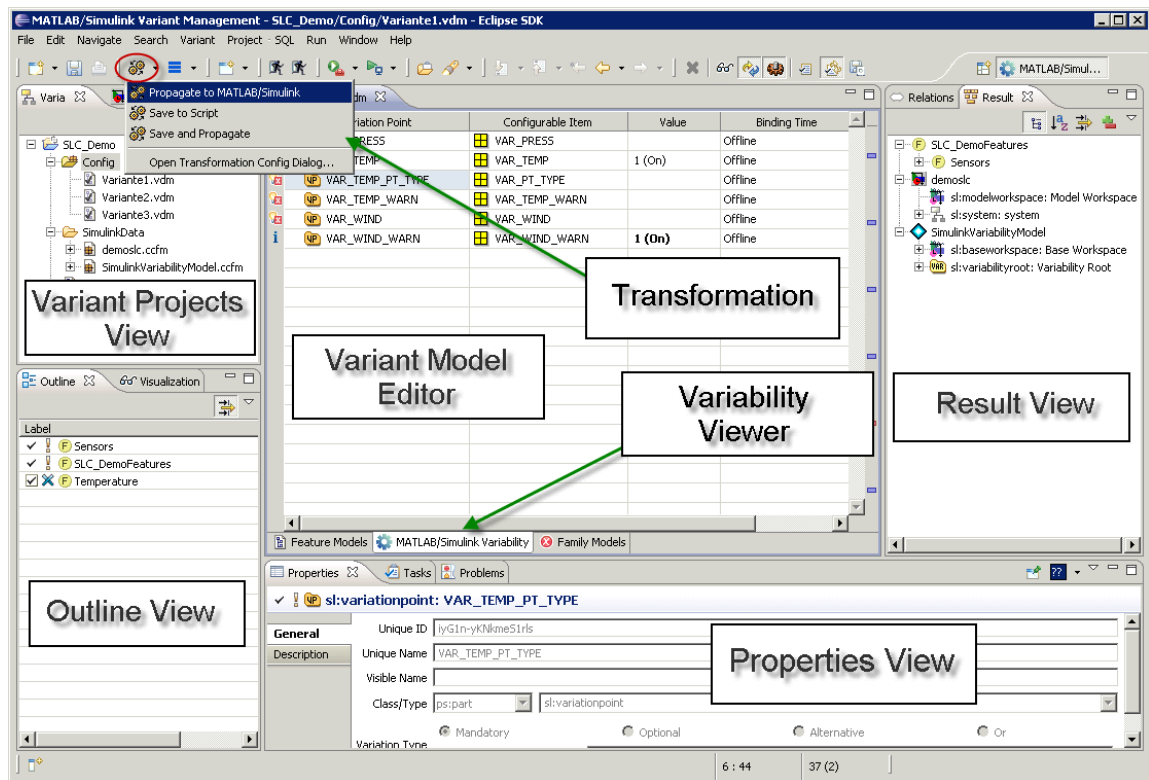 MATLAB/Simulink Variant Management - SLC_Demo/Config/Variante1.vdm - Eclipse SDK
File Edit Navigate Search Variant Project SQL Run Window Help
MATLAB/Simul...
Propagate to MATLAB/Simulink
Save to Script
Save and Propagate
Open Transformation Config Dialog...
Varia
SLC_Demo
Config
Variante1.vdm
Variante2.vdm
Variante3.vdm
SimulinkData
demoslc.ccfm
SimulinkVariabilityModel.ccfm
Variant Projects
View
Configurable Item Value Binding Time
VAR_PRESS Offline
VAR_TEMP 1 (On) Offline
VAR_TEMP_PT_TYPE VAR_PT_TYPE Offline
VAR_TEMP_WARN VAR_TEMP_WARN Offline
VAR_WIND VAR_WIND Offline
VAR_WIND_WARN VAR_WIND_WARN 1 (On) Offline
Transformation
Variant Model
Editor
Variability
Viewer
Feature Models MATLAB/Simulink Variability Family Models
Relations Result
SLC_DemoFeatures
Sensors
demoslc
sl:modelworkspace: Model Workspace
sl:system: system
SimulinkVariabilityModel
sl:baseworkspace: Base Workspace
VAR sl:variabilityroot: Variability Root
Result View
Outline Visualization
Label
Sensors
SLC_DemoFeatures
Temperature
Outline View
Properties Tasks Problems
sl:variationpoint: VAR_TEMP_PT_TYPE
General
Description
Unique ID iyG1n-yKNkmeS1rls
Unique Name VAR_TEMP_PT_TYPE
Visible Name
Class/Type ps:part sl:variationpoint
Variation Type Mandatory Optional Alternative Or
Properties View
6 : 44 37 (2)